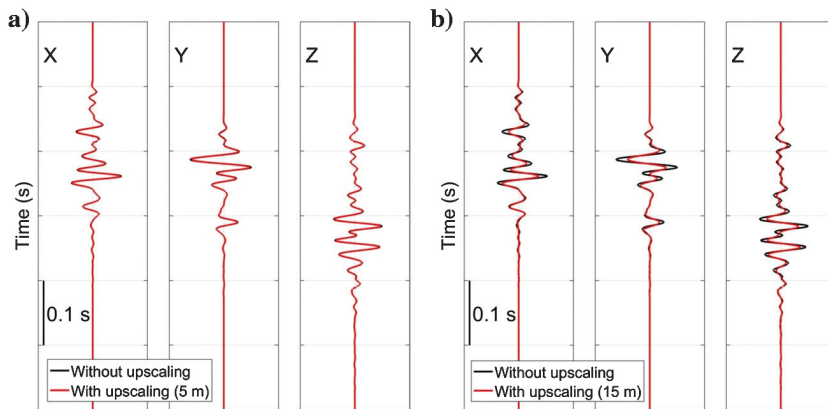 a)
X
Y
Z
Time (s)
0.1 s
Without upscaling
With upscaling (5 m)
b)
X
Y
Z
Time (s)
0.1 s
Without upscaling
With upscaling (15 m)